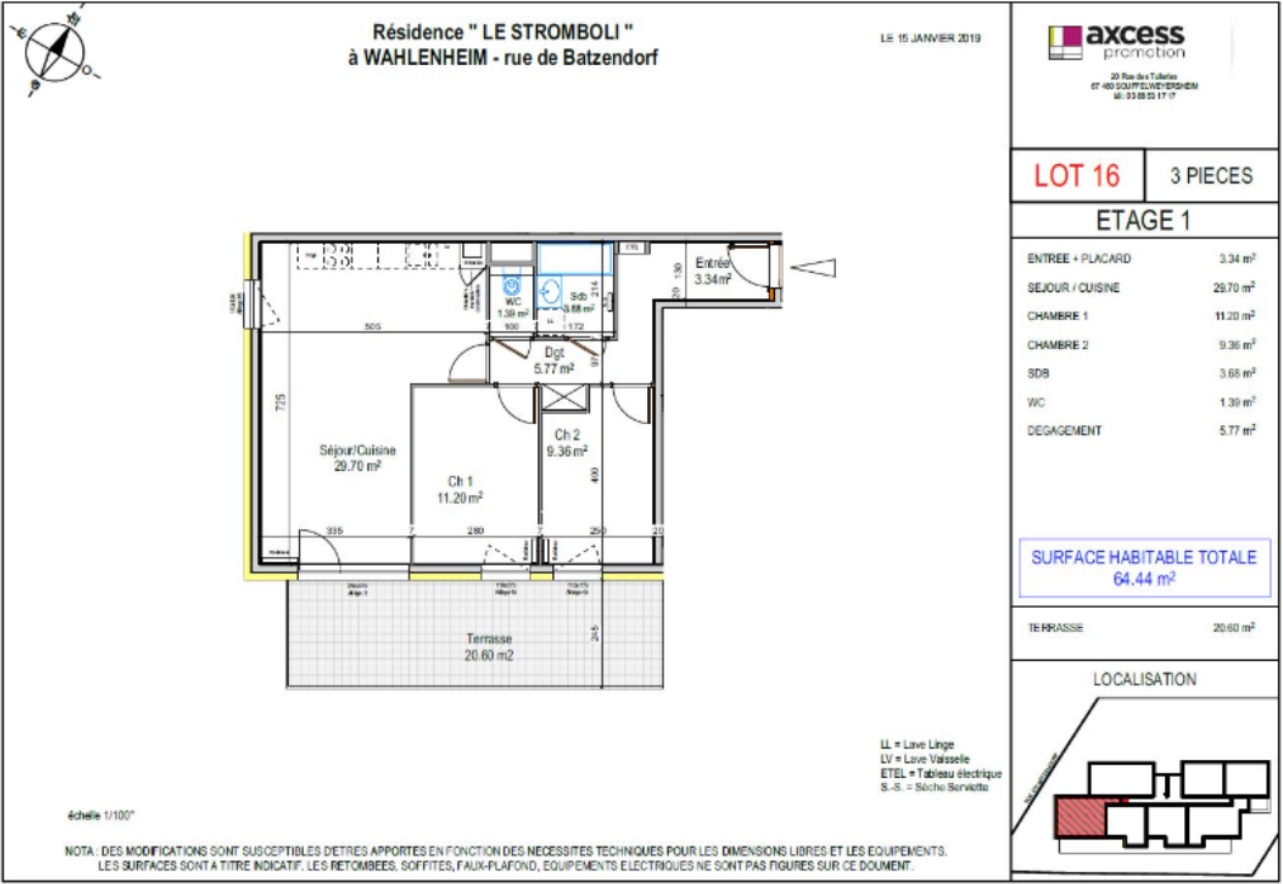 Résidence " LE STROMBOLI "
à WAHLENHEIM - rue de Batzendorf
LE 15 JANVIER 2019
axcess
promotion
20 Rue des Tuileries
67 460 SOUFFELWEYERSHEIM
LOT 16
3 PIECES
ETAGE 1
ENTREE + PLACARD 3.34 m²
SEJOUR / CUISINE 29.70 m²
CHAMBRE 1 11.20 m²
CHAMBRE 2 9.36 m²
SDB 3.68 m²
WC 1.39 m²
DEGAGEMENT 5.77 m²
SURFACE HABITABLE TOTALE
64.44 m²
TERRASSE 20.60 m²
LOCALISATION
N
E
S
O
ETEL
Entrée
3.34m²
130
20
WC
1.39 m²
Sdb
3.68 m²
214
LL
505
7
100
7
172
Dgt
5.77 m²
97
725
Séjour/Cuisine
29.70 m²
Ch 1
11.20 m²
Ch 2
9.36 m²
400
335
7
280
7
250
20
Terrasse
20.60 m2
245
LL = Lave Linge
LV = Lave Vaisselle
ETEL = Tableau électrique
S.-S. = Sèche Serviette
échelle 1/100°
NOTA : DES MODIFICATIONS SONT SUSCEPTIBLES D'ETRES APPORTES EN FONCTION DES NECESSITES TECHNIQUES POUR LES DIMENSIONS LIBRES ET LES EQUIPEMENTS.
LES SURFACES SONT A TITRE INDICATIF. LES RETOMBEES, SOFFITES, FAUX-PLAFOND, EQUIPEMENTS ELECTRIQUES NE SONT PAS FIGURES SUR CE DOUMENT.